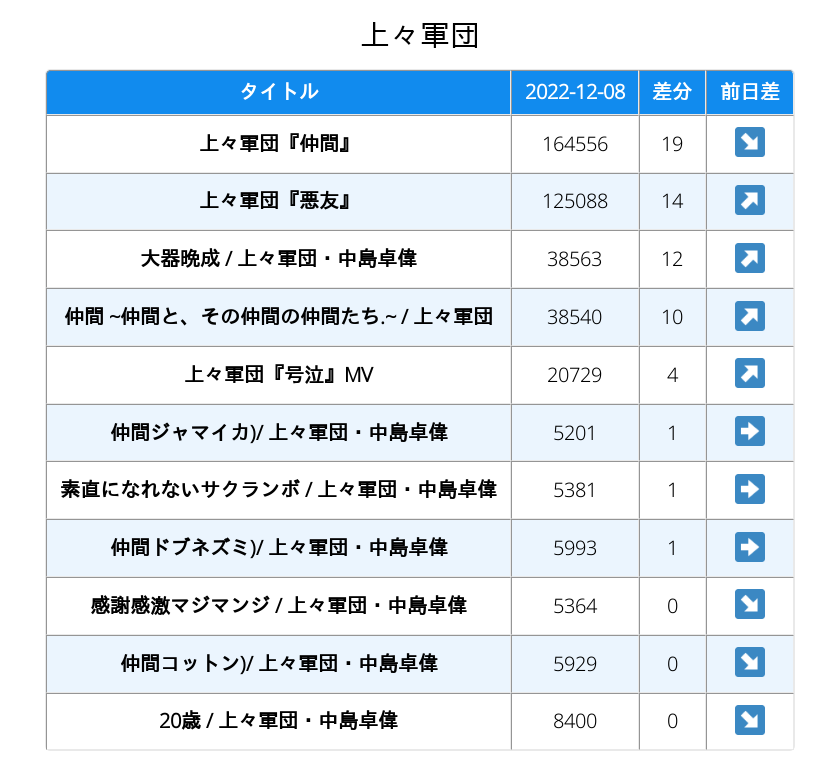 上々軍団
タイトル 2022-12-08 差分 前日差
上々軍団『仲間』 164556 19 ↘
上々軍団『悪友』 125088 14 ↗
大器晩成 / 上々軍団・中島卓偉 38563 12 ↗
仲間 ~仲間と、その仲間の仲間たち.~ / 上々軍団 38540 10 ↗
上々軍団『号泣』MV 20729 4 ↗
仲間ジャマイカ)/ 上々軍団・中島卓偉 5201 1 ➡
素直になれないサクランボ / 上々軍団・中島卓偉 5381 1 ➡
仲間ドブネズミ)/ 上々軍団・中島卓偉 5993 1 ➡
感謝感激マジマンジ / 上々軍団・中島卓偉 5364 0 ↘
仲間コットン)/ 上々軍団・中島卓偉 5929 0 ↘
20歳 / 上々軍団・中島卓偉 8400 0 ↘